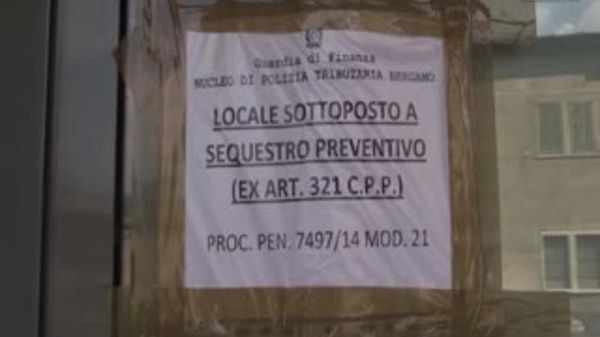 Guardia di Finanza
NUCLEO DI POLIZIA TRIBUTARIA BERGAMO
LOCALE SOTTOPOSTO A
SEQUESTRO PREVENTIVO
(EX ART. 321 C.P.P.)
PROC. PEN. 7497/14 MOD. 21